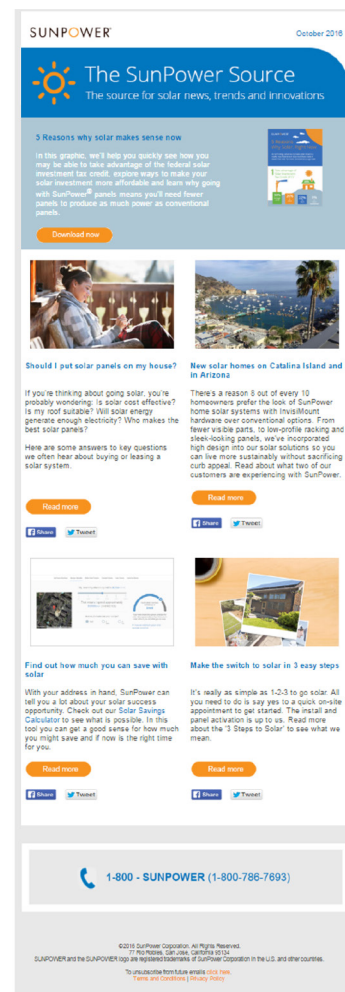 SUNPOWER®
October 2016
The SunPower Source
The source for solar news, trends and innovations
5 Reasons why solar makes sense now
In this graphic, we'll help you quickly see how you
may be able to take advantage of the federal solar
investment tax credit, explore ways to make your
solar investment more affordable and learn why going
with SunPower® panels means you'll need fewer
panels to produce as much power as conventional
panels.
Download now
Should I put solar panels on my house?
If you're thinking about going solar, you're
probably wondering: Is solar cost effective?
Is my roof suitable? Will solar energy
generate enough electricity? Who makes the
best solar panels?
Here are some answers to key questions
we often hear about buying or leasing a
solar system.
Read more
Share
Tweet
New solar homes on Catalina Island and
in Arizona
There's a reason 8 out of every 10
homeowners prefer the look of SunPower
home solar systems with InvisiMount
hardware over conventional options. From
fewer visible parts, to low-profile racking and
sleek-looking panels, we've incorporated
high design into our solar solutions so you
can live more sustainably without sacrificing
curb appeal. Read about what two of our
customers are experiencing with SunPower.
Read more
Share
Tweet
Find out how much you can save with
solar
With your address in hand, SunPower can
tell you a lot about your solar success
opportunity. Check out our Solar Savings
Calculator to see what is possible. In this
tool you can get a good sense for how much
you might save and if now is the right time
for you.
Read more
Share
Tweet
Make the switch to solar in 3 easy steps
It's really as simple as 1-2-3 to go solar. All
you need to do is say yes to a quick on-site
appointment to get started. The install and
panel activation is up to us. Read more
about the '3 Steps to Solar' to see what we
mean.
Read more
Share
Tweet
1-800 - SUNPOWER (1-800-786-7693)
©2016 SunPower Corporation. All Rights Reserved.
77 Rio Robles, San Jose, California 95134
SUNPOWER and the SUNPOWER logo are registered trademarks of SunPower Corporation in the U.S. and other countries.
To unsubscribe from future emails click here.
Terms and Conditions | Privacy Policy